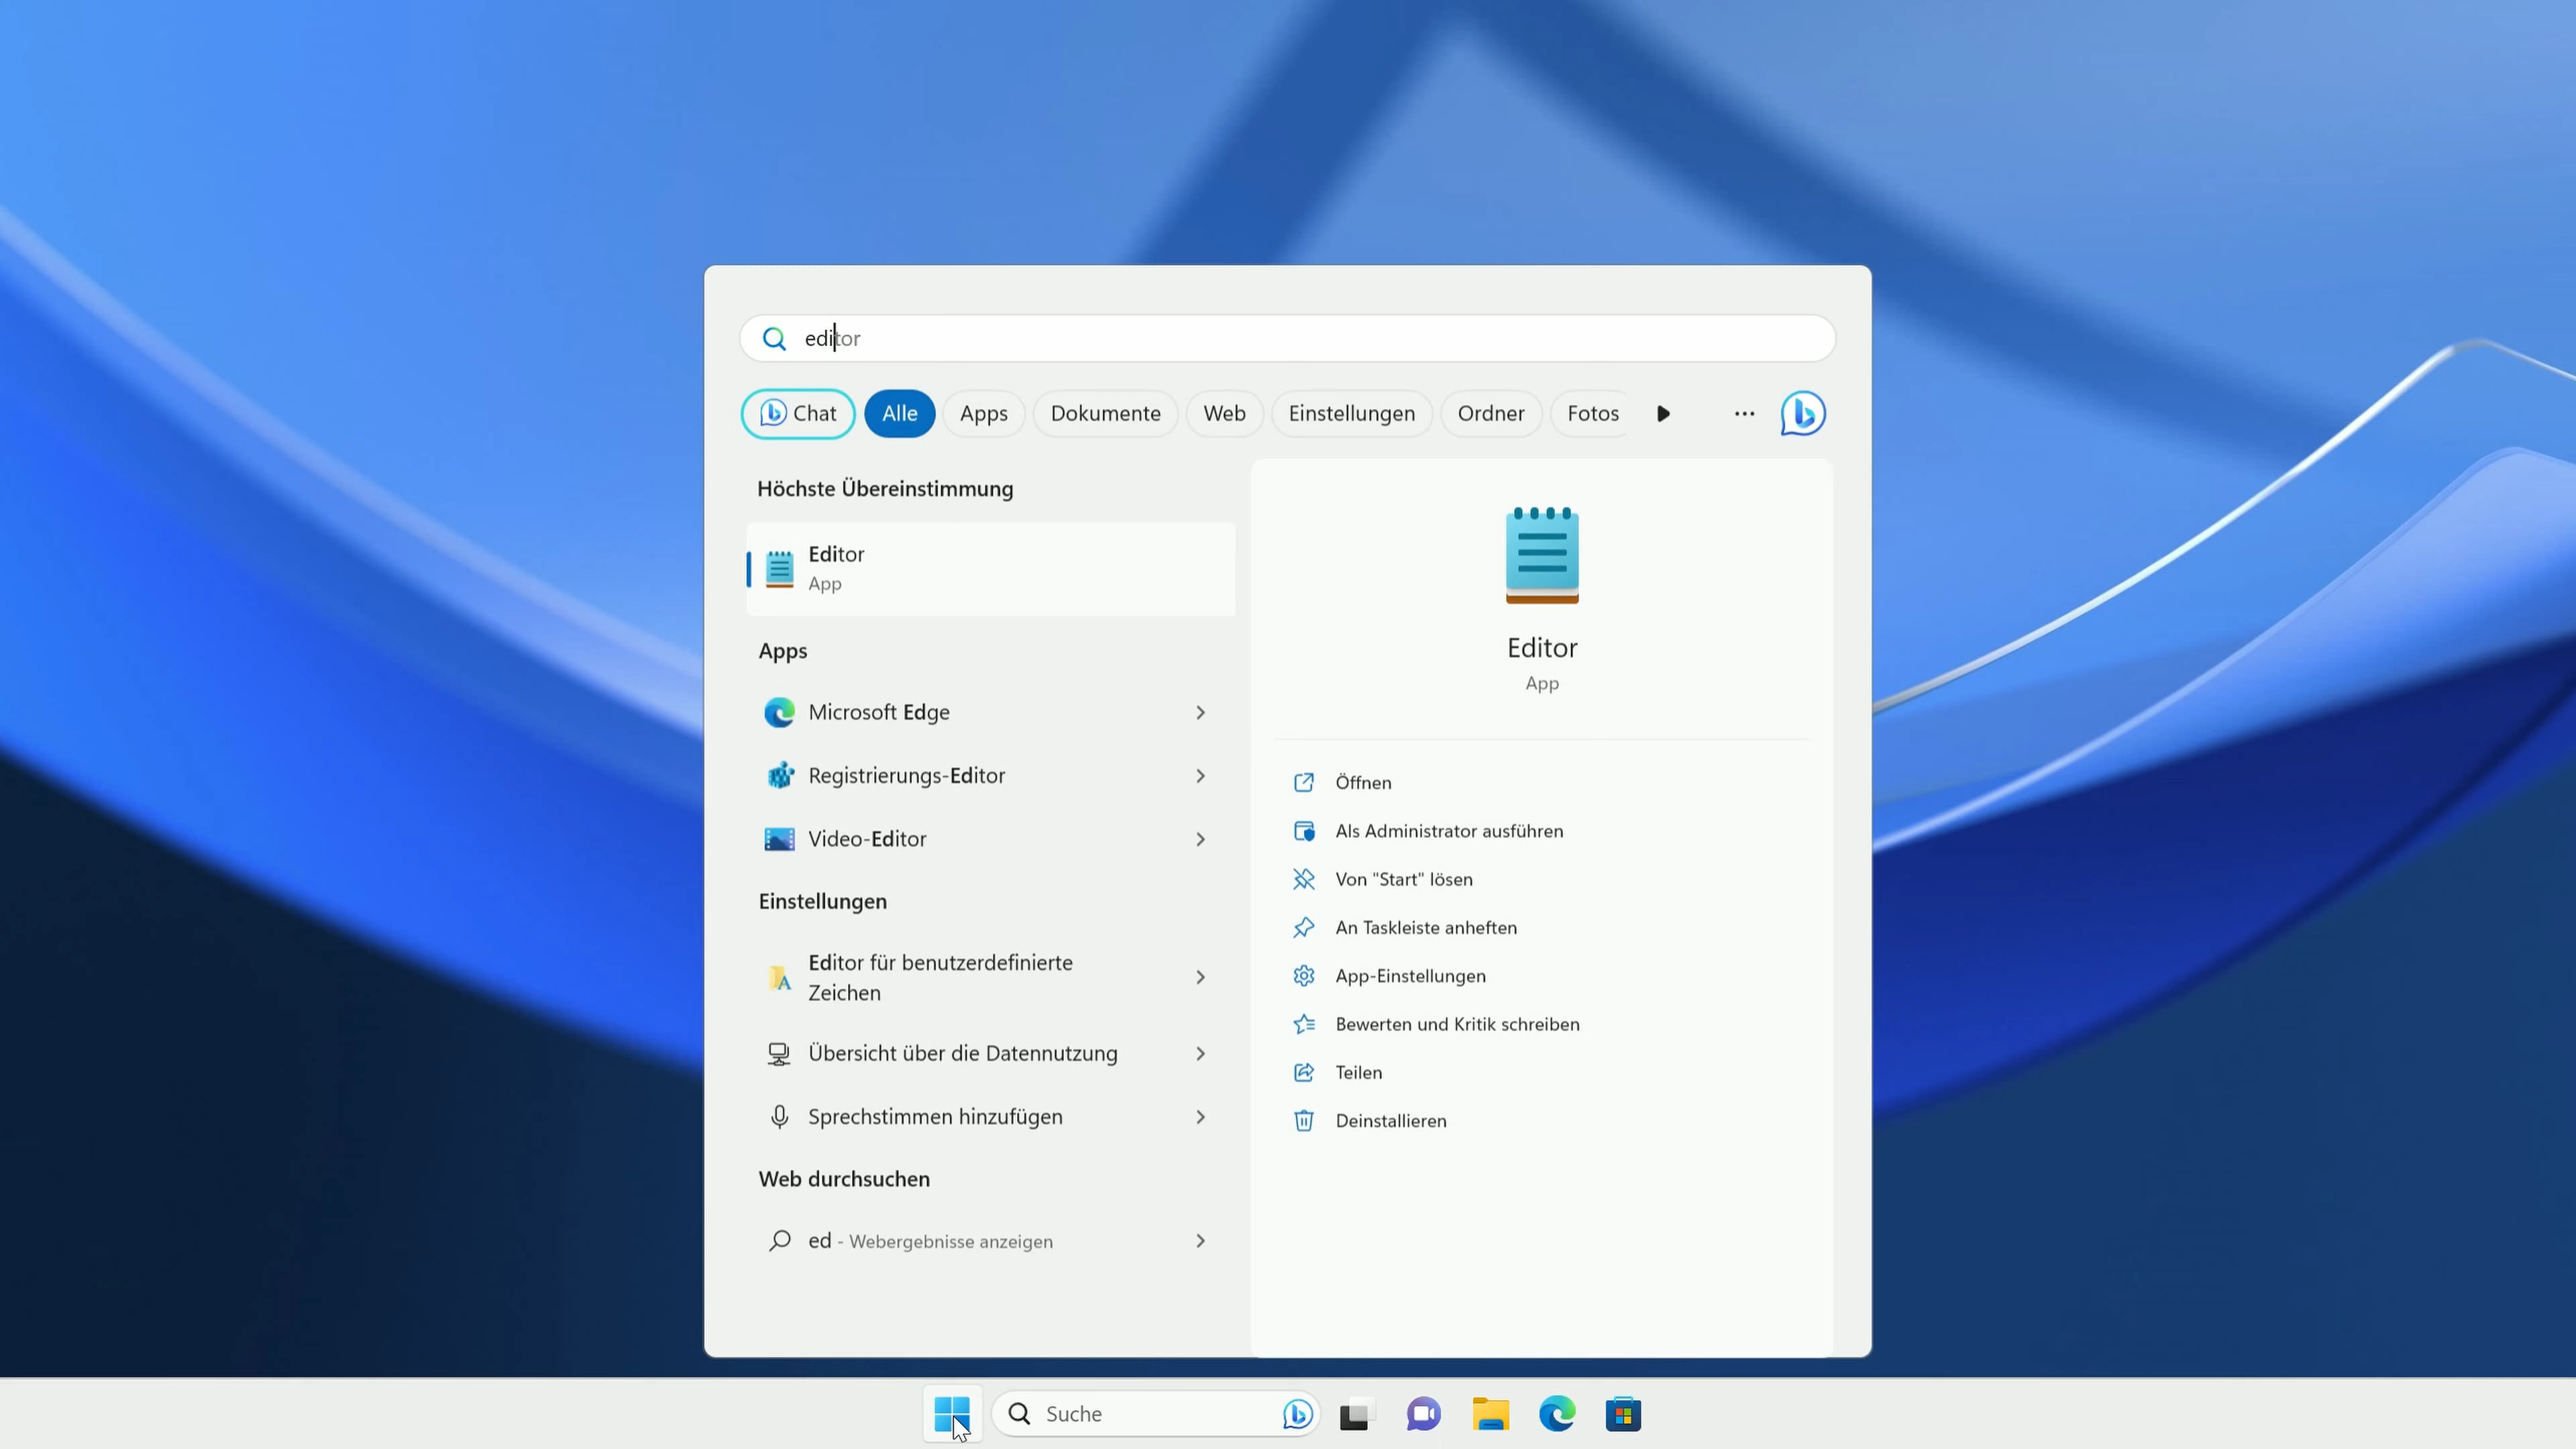 editor
Chat Alle Apps Dokumente Web Einstellungen Ordner Fotos
Höchste Übereinstimmung
Editor
App
Apps
Microsoft Edge
Registrierungs-Editor
Video-Editor
Einstellungen
Editor für benutzerdefinierte
Zeichen
Übersicht über die Datennutzung
Sprechstimmen hinzufügen
Web durchsuchen
ed - Webergebnisse anzeigen
Editor
App
Öffnen
Als Administrator ausführen
Von "Start" lösen
An Taskleiste anheften
App-Einstellungen
Bewerten und Kritik schreiben
Teilen
Deinstallieren
Suche